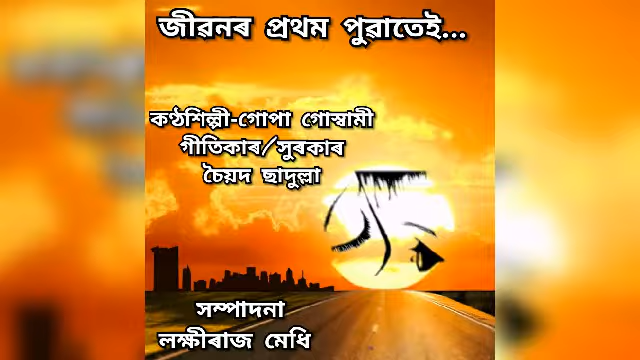 জীৱনৰ প্ৰথম পুৱাতেই...
কণ্ঠশিল্পী-গোপা গোস্বামী
গীতিকাৰ/সুৰকাৰ
চৈয়দ ছাদুল্লা
সম্পাদনা
লক্ষীৰাজ মেধি